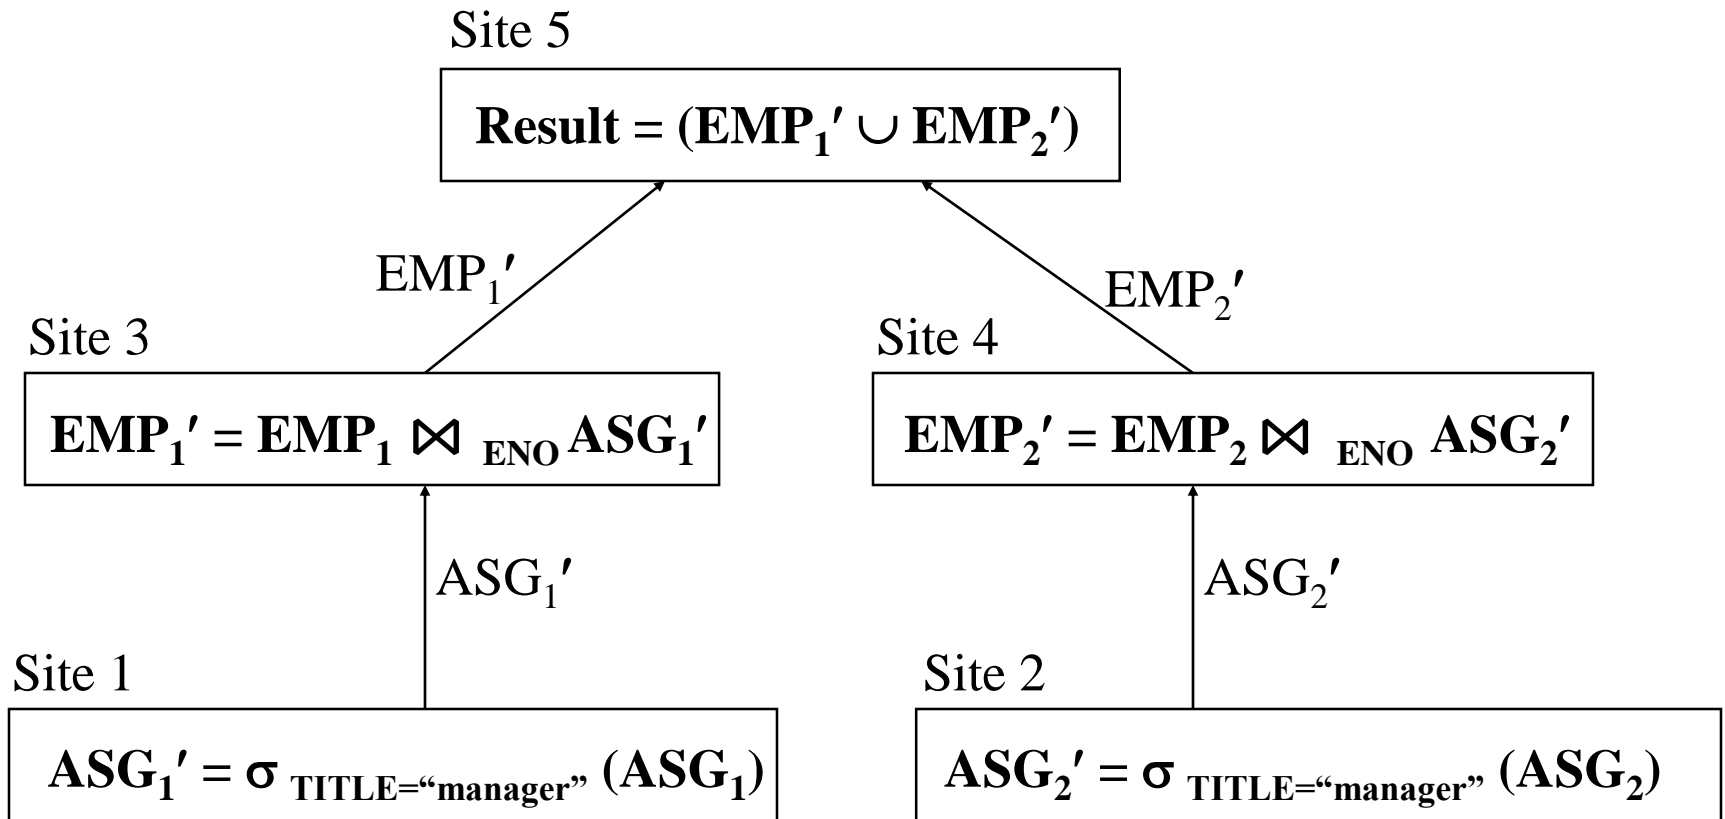 Site 5
Result = (EMP₁′ ∪ EMP₂′)
EMP₁′
EMP₂′
Site 3
Site 4
EMP₁′ = EMP₁ ⋈ ENO ASG₁′
EMP₂′ = EMP₂ ⋈ ENO ASG₂′
ASG₁′
ASG₂′
Site 1
Site 2
ASG₁′ = σ TITLE=“manager” (ASG₁)
ASG₂′ = σ TITLE=“manager” (ASG₂)